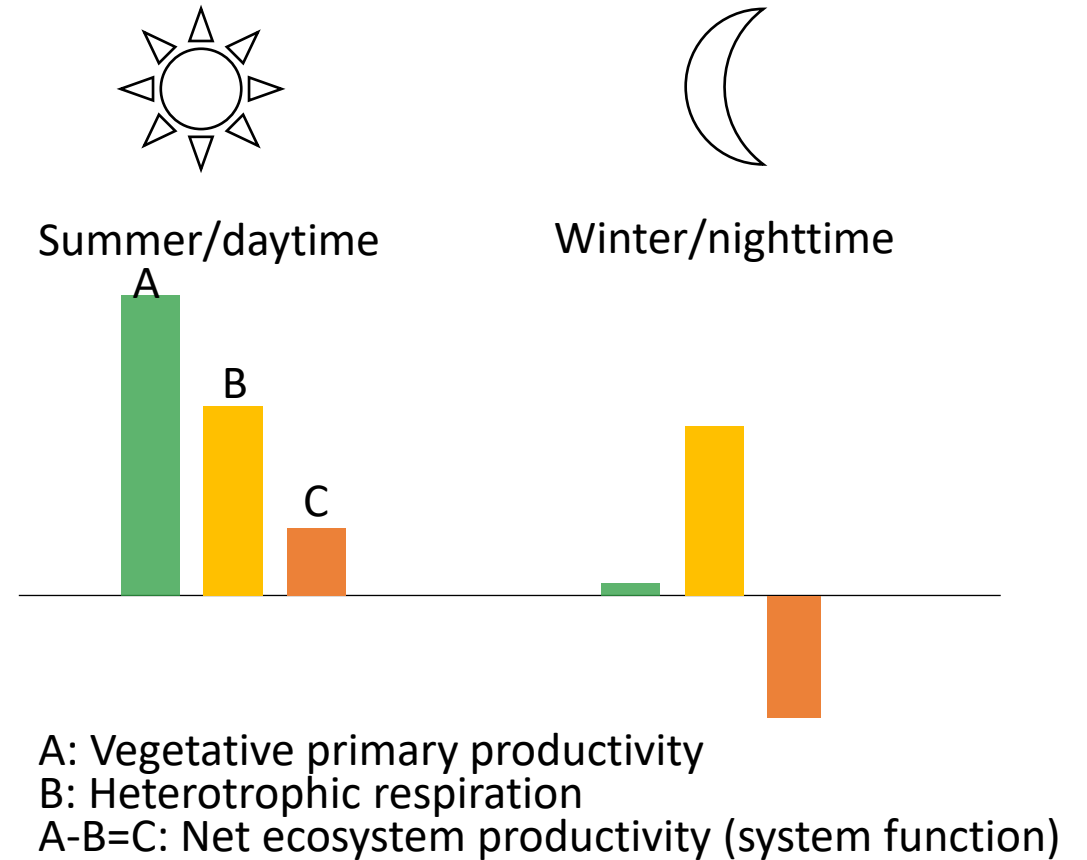 Summer/daytime
Winter/nighttime
A
B
C
A: Vegetative primary productivity
B: Heterotrophic respiration
A-B=C: Net ecosystem productivity (system function)